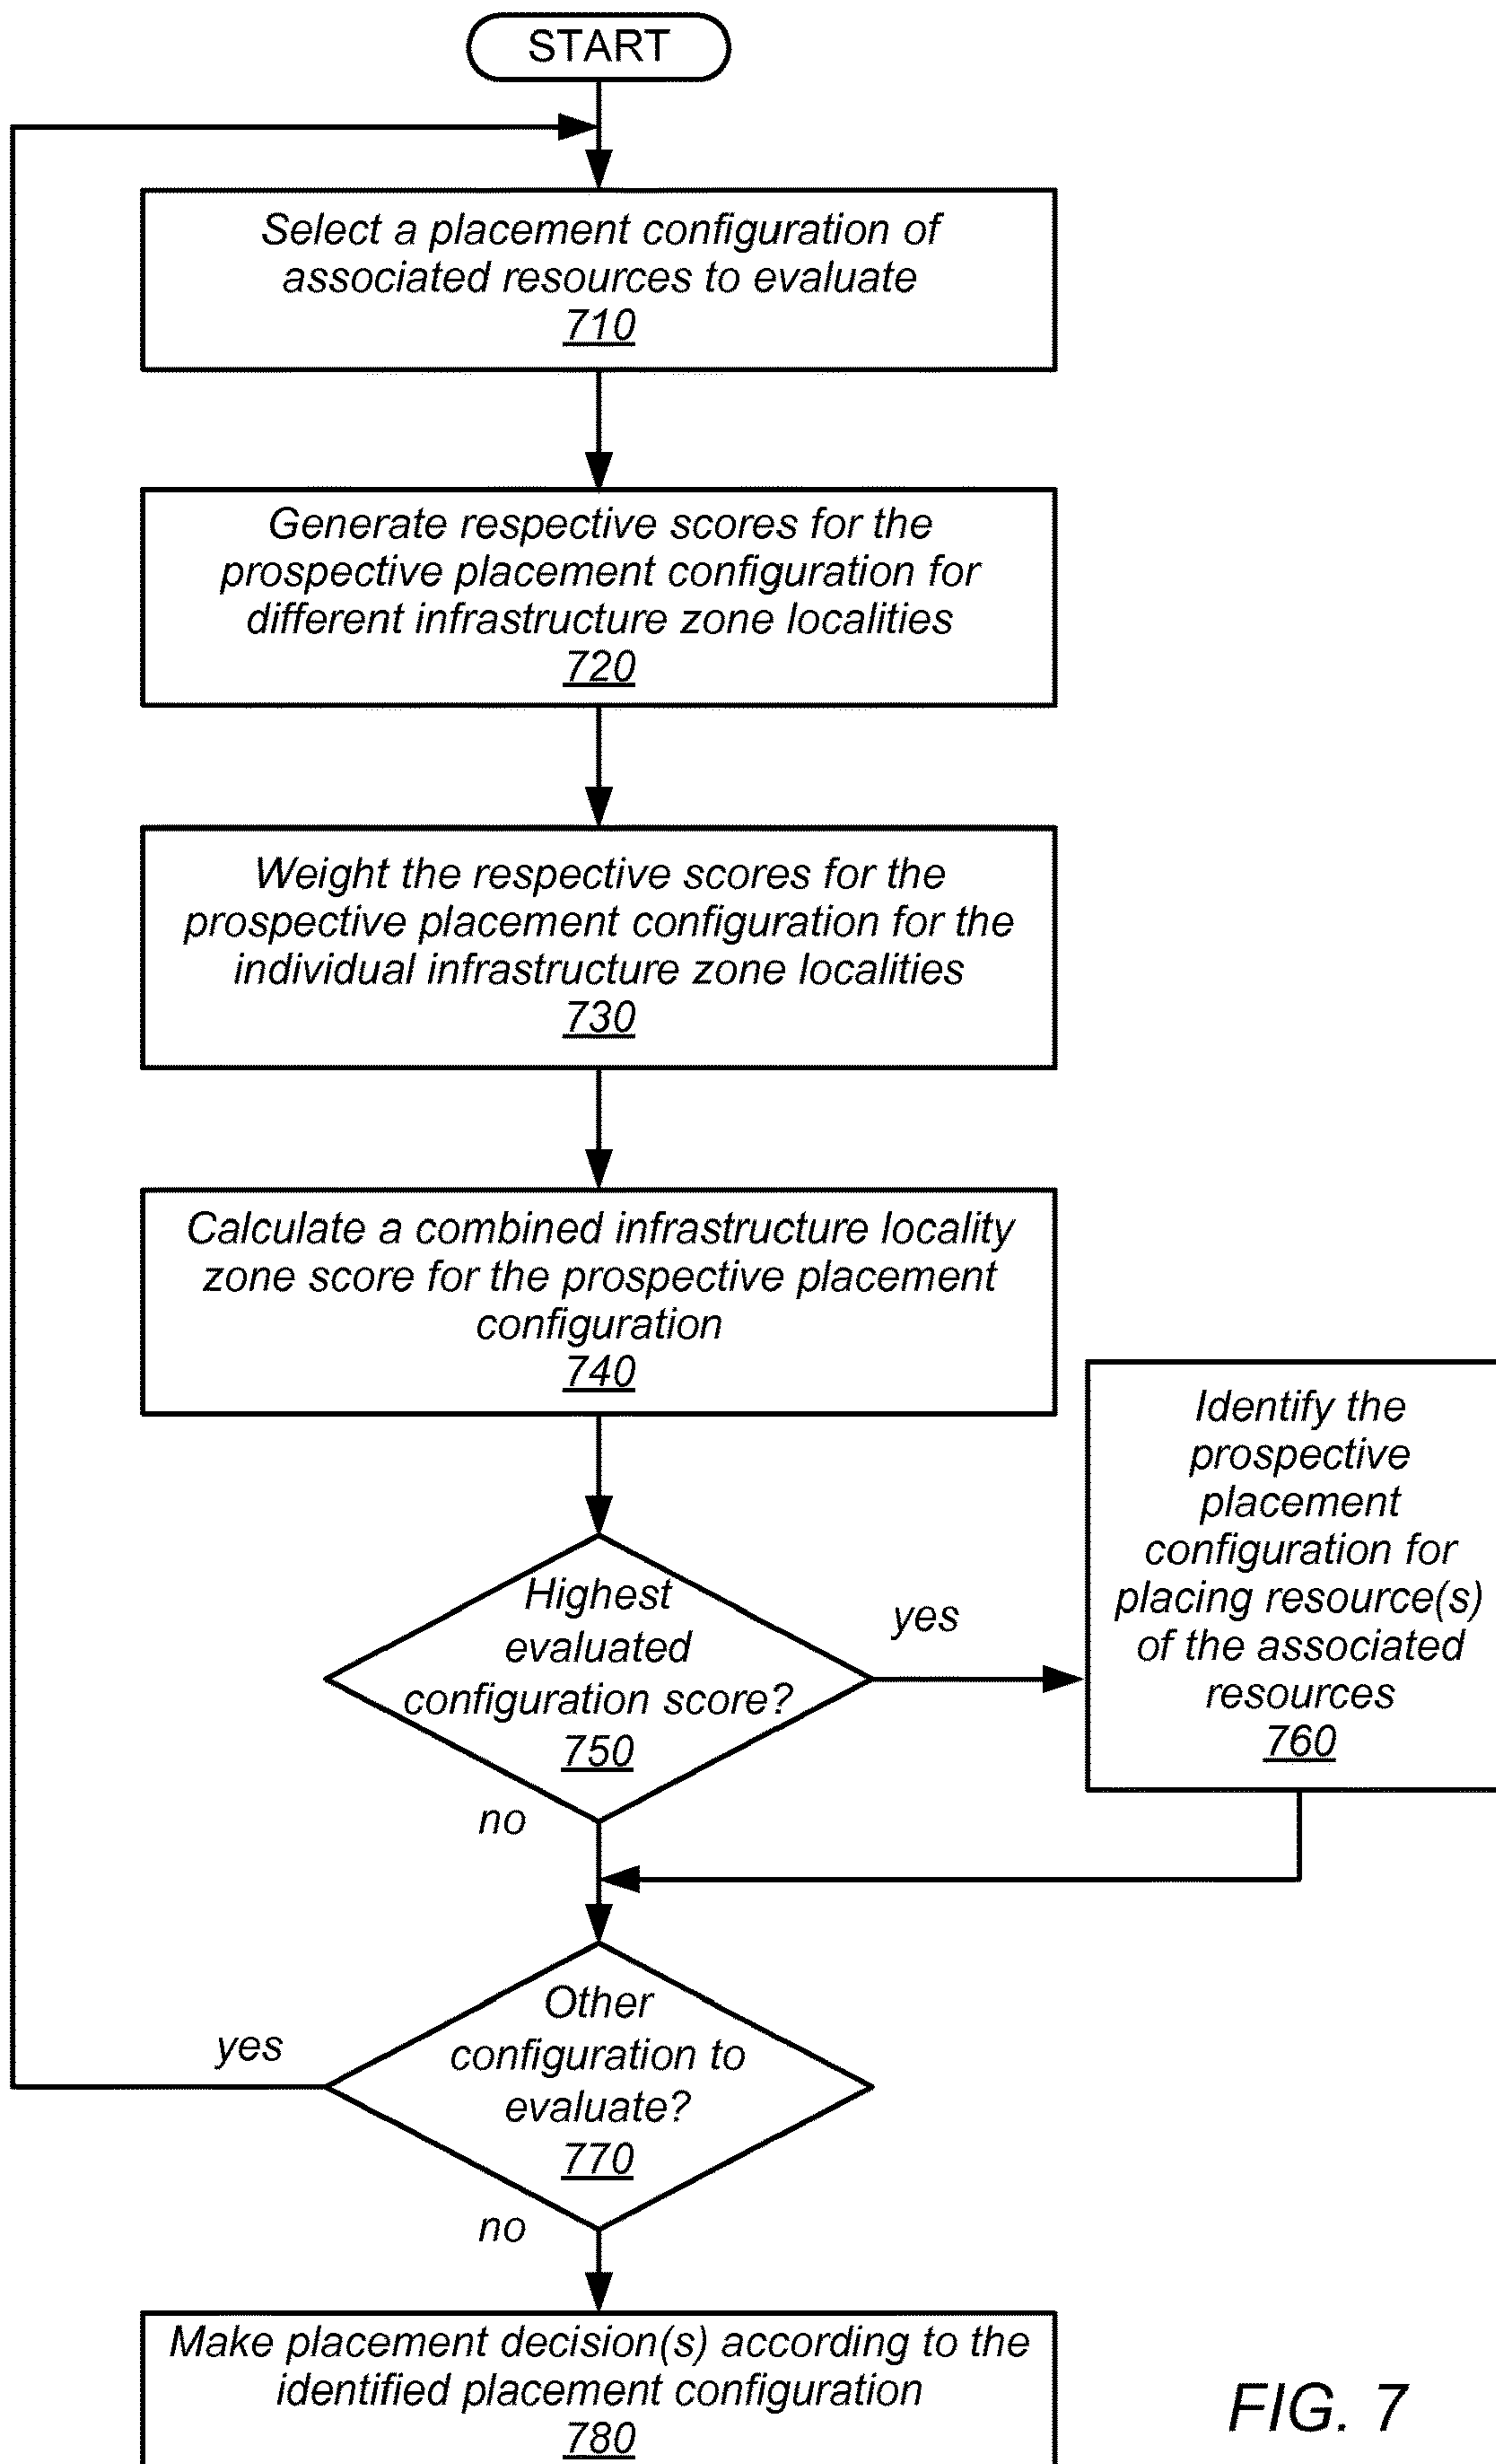 START
Select a placement configuration of
associated resources to evaluate
710
Generate respective scores for the
prospective placement configuration for
different infrastructure zone localities
720
Weight the respective scores for the
prospective placement configuration for the
individual infrastructure zone localities
730
Calculate a combined infrastructure locality
zone score for the prospective placement
configuration
740
Highest
evaluated
configuration score?
750
yes
no
Identify the
prospective
placement
configuration for
placing resource(s)
of the associated
resources
760
Other
configuration to
evaluate?
770
yes
no
Make placement decision(s) according to the
identified placement configuration
780
FIG. 7